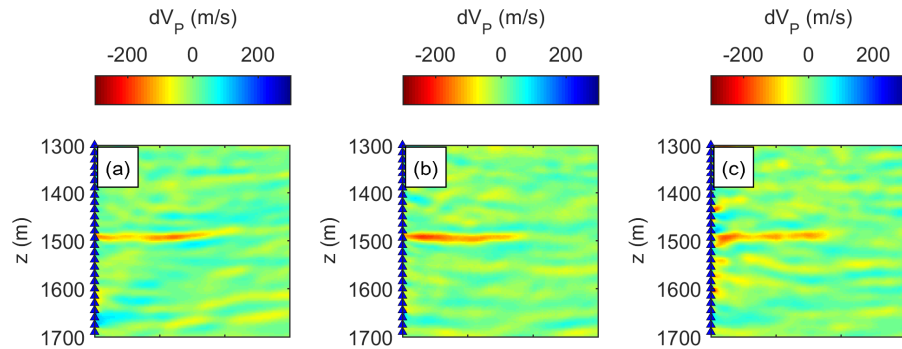 dV_P (m/s) dV_P (m/s) dV_P (m/s)
-200 0 200 -200 0 200 -200 0 200
1300 (a) 1300 (b) 1300 (c)
1400 1400 1400
z (m) z (m) z (m)
1500 1500 1500
1600 1600 1600
1700 1700 1700